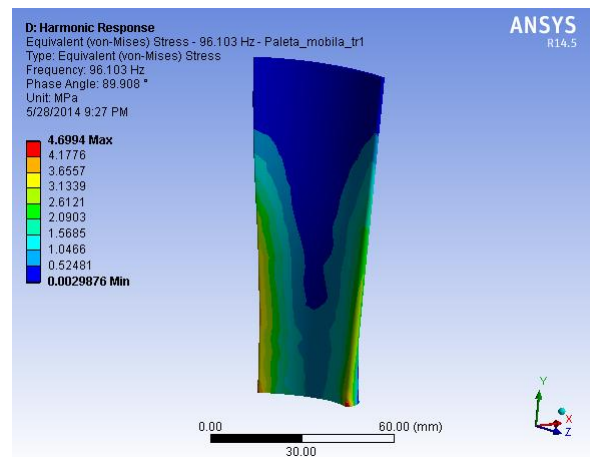 D: Harmonic Response
Equivalent (von-Mises) Stress - 96.103 Hz - Paleta_mobila_tr1
Type: Equivalent (von-Mises) Stress
Frequency: 96.103 Hz
Phase Angle: 89.908 °
Unit: MPa
5/28/2014 9:27 PM
ANSYS
R14.5
4.6994 Max
4.1776
3.6557
3.1339
2.6121
2.0903
1.5685
1.0466
0.52481
0.0029876 Min
0.00 60.00 (mm)
30.00
Y
X
Z